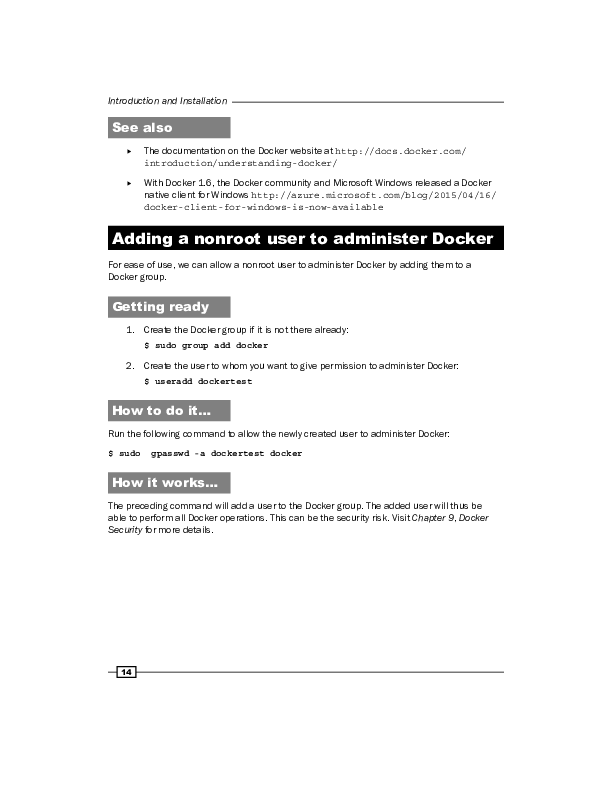 Introduction and Installation
See also
▸ The documentation on the Docker website at http://docs.docker.com/
introduction/understanding-docker/
▸ With Docker 1.6, the Docker community and Microsoft Windows released a Docker
native client for Windows http://azure.microsoft.com/blog/2015/04/16/
docker-client-for-windows-is-now-available
Adding a nonroot user to administer Docker
For ease of use, we can allow a nonroot user to administer Docker by adding them to a
Docker group.
Getting ready
1. Create the Docker group if it is not there already:
$ sudo group add docker
2. Create the user to whom you want to give permission to administer Docker:
$ useradd dockertest
How to do it…
Run the following command to allow the newly created user to administer Docker:
$ sudo  gpasswd -a dockertest docker
How it works…
The preceding command will add a user to the Docker group. The added user will thus be
able to perform all Docker operations. This can be the security risk. Visit Chapter 9, Docker
Security for more details.
14